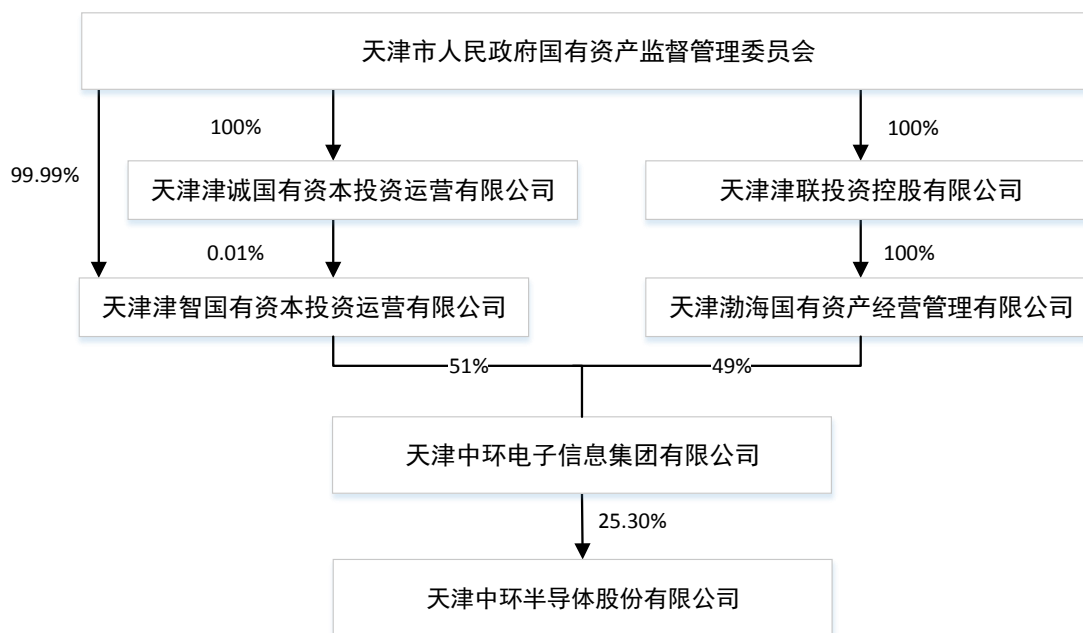 天津市人民政府国有资产监督管理委员会
100%
100%
99.99%
天津津诚国有资本投资运营有限公司
天津津联投资控股有限公司
0.01%
100%
天津津智国有资本投资运营有限公司
天津渤海国有资产经营管理有限公司
51%
49%
天津中环电子信息集团有限公司
25.30%
天津中环半导体股份有限公司